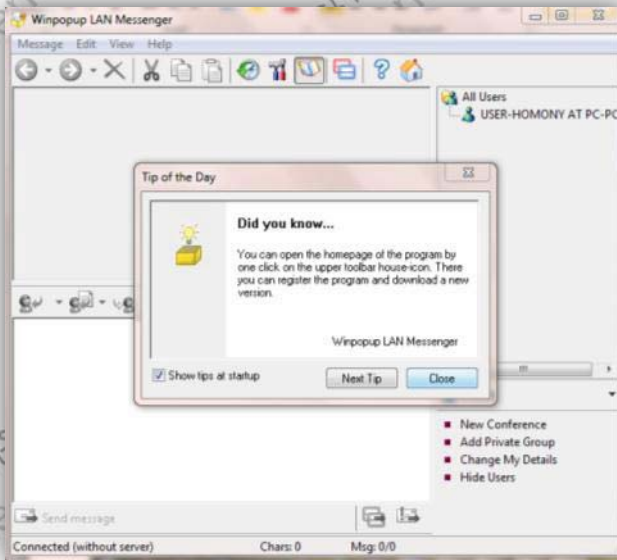 Winpopup LAN Messenger
Message Edit View Help
All Users
USER-HOMONY AT PC-PC
Tip of the Day
Did you know...
You can open the homepage of the program by
one click on the upper toolbar house-icon. There
you can register the program and download a new
version.
Winpopup LAN Messenger
Show tips at startup
Next Tip
Close
New Conference
Add Private Group
Change My Details
Hide Users
Send message
Connected (without server) Chars: 0 Msg: 0/0